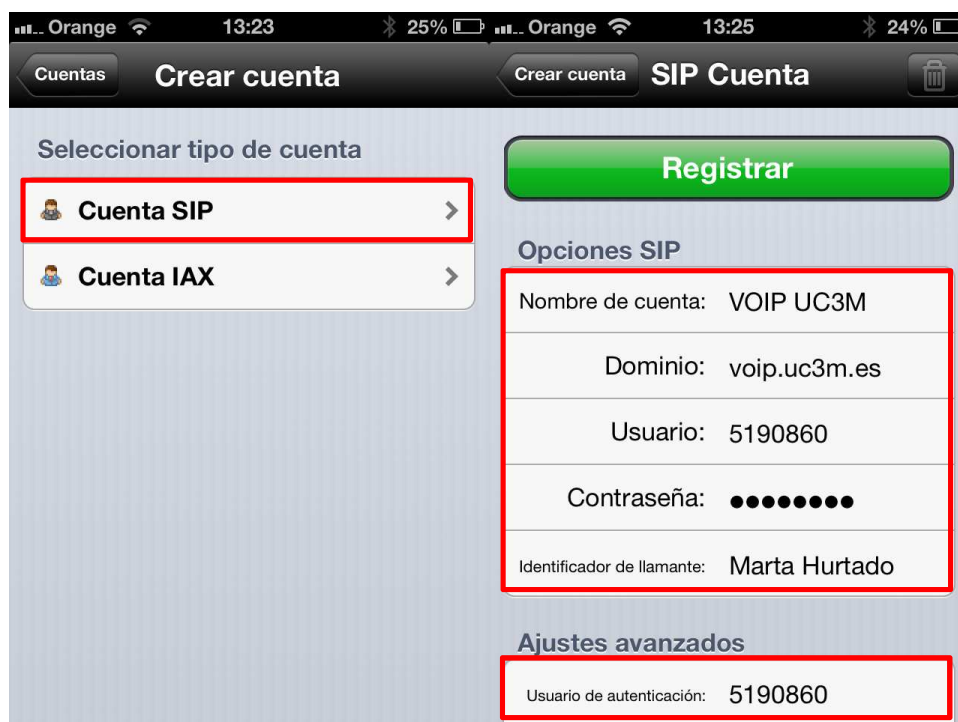 Orange 13:23 25%
Cuentas Crear cuenta
Seleccionar tipo de cuenta
Cuenta SIP
Cuenta IAX
Orange 13:25 24%
Crear cuenta SIP Cuenta
Registrar
Opciones SIP
Nombre de cuenta: VOIP UC3M
Dominio: voip.uc3m.es
Usuario: 5190860
Contraseña: ●●●●●●●●
Identificador de llamante: Marta Hurtado
Ajustes avanzados
Usuario de autenticación: 5190860